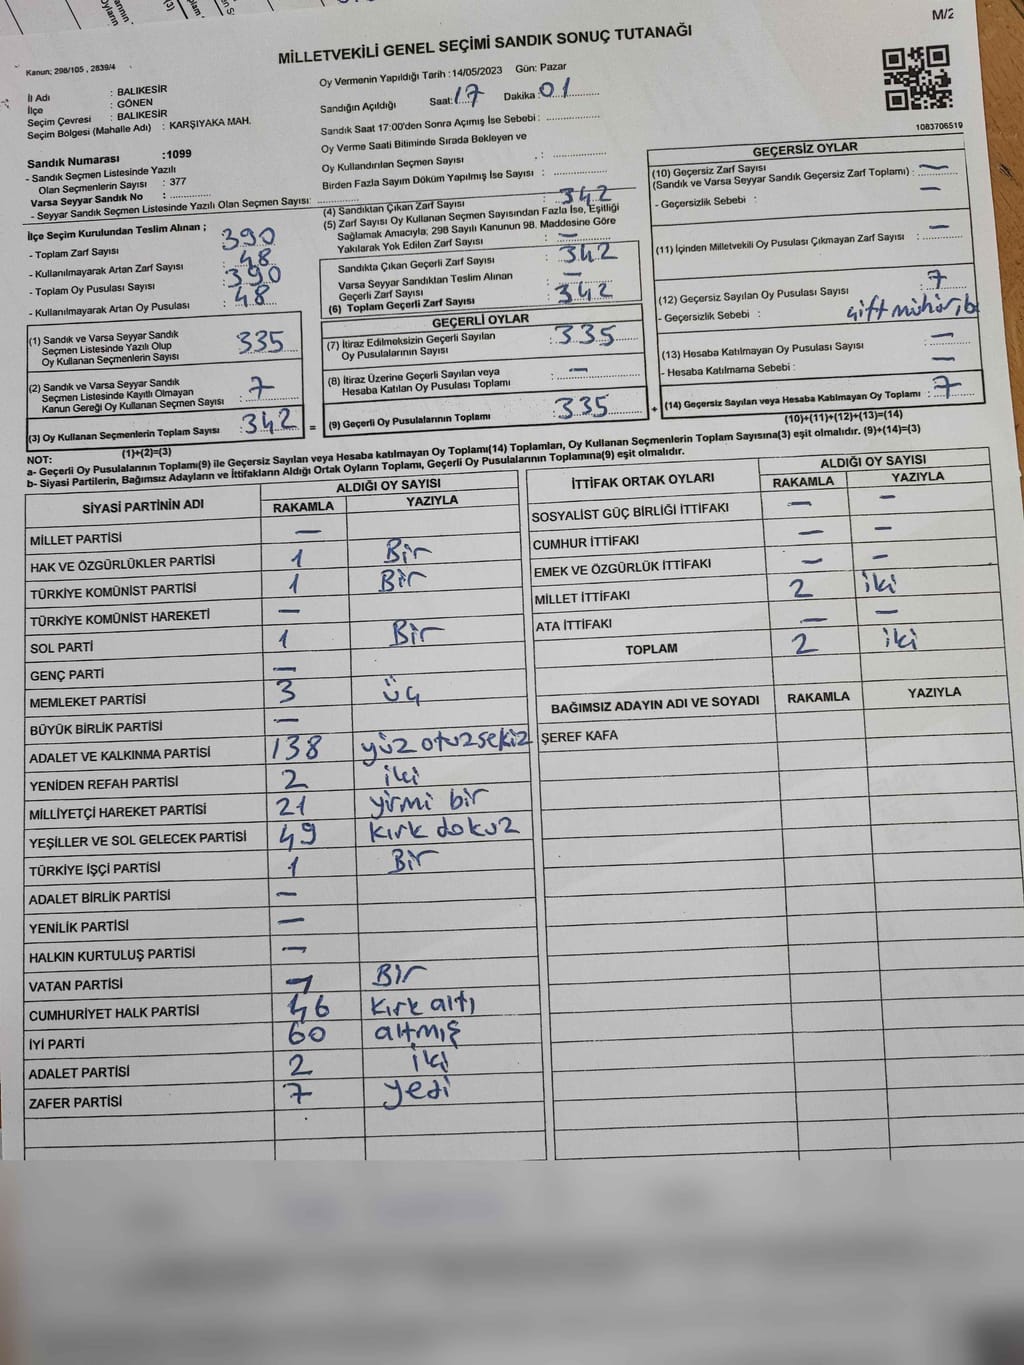 M/2
MİLLETVEKİLİ GENEL SEÇİMİ SANDIK SONUÇ TUTANAĞI
Kanun; 298/105 , 2839/4
İl Adı : BALIKESİR
İlçe : GÖNEN
Seçim Çevresi : BALIKESİR
Seçim Bölgesi (Mahalle Adı) : KARŞIYAKA MAH.
Sandık Numarası :1099
- Sandık Seçmen Listesinde Yazılı
Olan Seçmenlerin Sayısı : 377
Varsa Seyyar Sandık No :
- Seyyar Sandık Seçmen Listesinde Yazılı Olan Seçmen Sayısı:
Oy Vermenin Yapıldığı Tarih :14/05/2023 Gün: Pazar
Sandığın Açıldığı Saat: 17 Dakika : 01
Sandık Saat 17:00'den Sonra Açımış İse Sebebi :
Oy Verme Saati Bitiminde Sırada Bekleyen ve
Oy Kullandırılan Seçmen Sayısı :
Birden Fazla Sayım Döküm Yapılmış İse Sayısı :
1083706519
İlçe Seçim Kurulundan Teslim Alınan ;
- Toplam Zarf Sayısı : 390
- Kullanılmayarak Artan Zarf Sayısı : 48
- Toplam Oy Pusulası Sayısı : 390
- Kullanılmayarak Artan Oy Pusulası : 48
(1) Sandık ve Varsa Seyyar Sandık
Seçmen Listesinde Yazılı Olup
Oy Kullanan Seçmenlerin Sayısı : 335
(2) Sandık ve Varsa Seyyar Sandık
Seçmen Listesinde Kayıtlı Olmayan
Kanun Gereği Oy Kullanan Seçmen Sayısı : 7
(3) Oy Kullanan Seçmenlerin Toplam Sayısı : 342 =
(1)+(2)=(3)
(4) Sandıktan Çıkan Zarf Sayısı : 342
(5) Zarf Sayısı Oy Kullanan Seçmen Sayısından Fazla İse, Eşitliği
Sağlamak Amacıyla; 298 Sayılı Kanunun 98. Maddesine Göre
Yakılarak Yok Edilen Zarf Sayısı : —
Sandıkta Çıkan Geçerli Zarf Sayısı : 342
Varsa Seyyar Sandıktan Teslim Alınan
Geçerli Zarf Sayısı : —
(6) Toplam Geçerli Zarf Sayısı : 342
GEÇERLİ OYLAR
(7) İtiraz Edilmeksizin Geçerli Sayılan
Oy Pusulalarının Sayısı : 335
(8) İtiraz Üzerine Geçerli Sayılan veya
Hesaba Katılan Oy Pusulası Toplamı : —
(9) Geçerli Oy Pusulalarının Toplamı : 335 +
GEÇERSİZ OYLAR
(10) Geçersiz Zarf Sayısı
(Sandık ve Varsa Seyyar Sandık Geçersiz Zarf Toplamı) : —
- Geçersizlik Sebebi : —
(11) İçinden Milletvekili Oy Pusulası Çıkmayan Zarf Sayısı : —
(12) Geçersiz Sayılan Oy Pusulası Sayısı : 7
- Geçersizlik Sebebi : çift mühür,
(13) Hesaba Katılmayan Oy Pusulası Sayısı : —
- Hesaba Katılmama Sebebi : —
(14) Geçersiz Sayılan veya Hesaba Katılmayan Oy Toplamı : 7
(10)+(11)+(12)+(13)=(14)
NOT:
a- Geçerli Oy Pusulalarının Toplamı(9) ile Geçersiz Sayılan veya Hesaba katılmayan Oy Toplamı(14) Toplamları, Oy Kullanan Seçmenlerin Toplam Sayısına(3) eşit olmalıdır. (9)+(14)=(3)
b- Siyasi Partilerin, Bağımsız Adayların ve İttifakların Aldığı Ortak Oyların Toplamı, Geçerli Oy Pusulalarının Toplamına(9) eşit olmalıdır.
SİYASİ PARTİNİN ADI ALDIĞI OY SAYISI
RAKAMLA YAZIYLA
MİLLET PARTİSİ —
HAK VE ÖZGÜRLÜKLER PARTİSİ 1 Bir
TÜRKİYE KOMÜNİST PARTİSİ 1 Bir
TÜRKİYE KOMÜNİST HAREKETİ —
SOL PARTİ 1 Bir
GENÇ PARTİ —
MEMLEKET PARTİSİ 3 üç
BÜYÜK BİRLİK PARTİSİ —
ADALET VE KALKINMA PARTİSİ 138 yüz otuzsekiz
YENİDEN REFAH PARTİSİ 2 iki
MİLLİYETÇİ HAREKET PARTİSİ 21 yirmi bir
YEŞİLLER VE SOL GELECEK PARTİSİ 49 kırk dokuz
TÜRKİYE İŞÇİ PARTİSİ 1 Bir
ADALET BİRLİK PARTİSİ —
YENİLİK PARTİSİ —
HALKIN KURTULUŞ PARTİSİ —
VATAN PARTİSİ 1 Bir
CUMHURİYET HALK PARTİSİ 46 kırk altı
İYİ PARTİ 60 altmış
ADALET PARTİSİ 2 iki
ZAFER PARTİSİ 7 yedi
İTTİFAK ORTAK OYLARI ALDIĞI OY SAYISI
RAKAMLA YAZIYLA
SOSYALİST GÜÇ BİRLİĞİ İTTİFAKI — —
CUMHUR İTTİFAKI — —
EMEK VE ÖZGÜRLÜK İTTİFAKI — —
MİLLET İTTİFAKI 2 iki
ATA İTTİFAKI — —
TOPLAM 2 iki
BAĞIMSIZ ADAYIN ADI VE SOYADI RAKAMLA YAZIYLA
ŞEREF KAFA